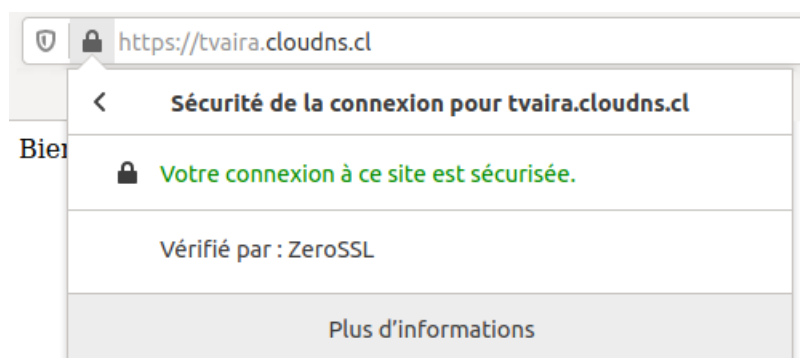 https://tvaira.cloudns.cl
Sécurité de la connexion pour tvaira.cloudns.cl
Votre connexion à ce site est sécurisée.
Vérifié par : ZeroSSL
Plus d’informations